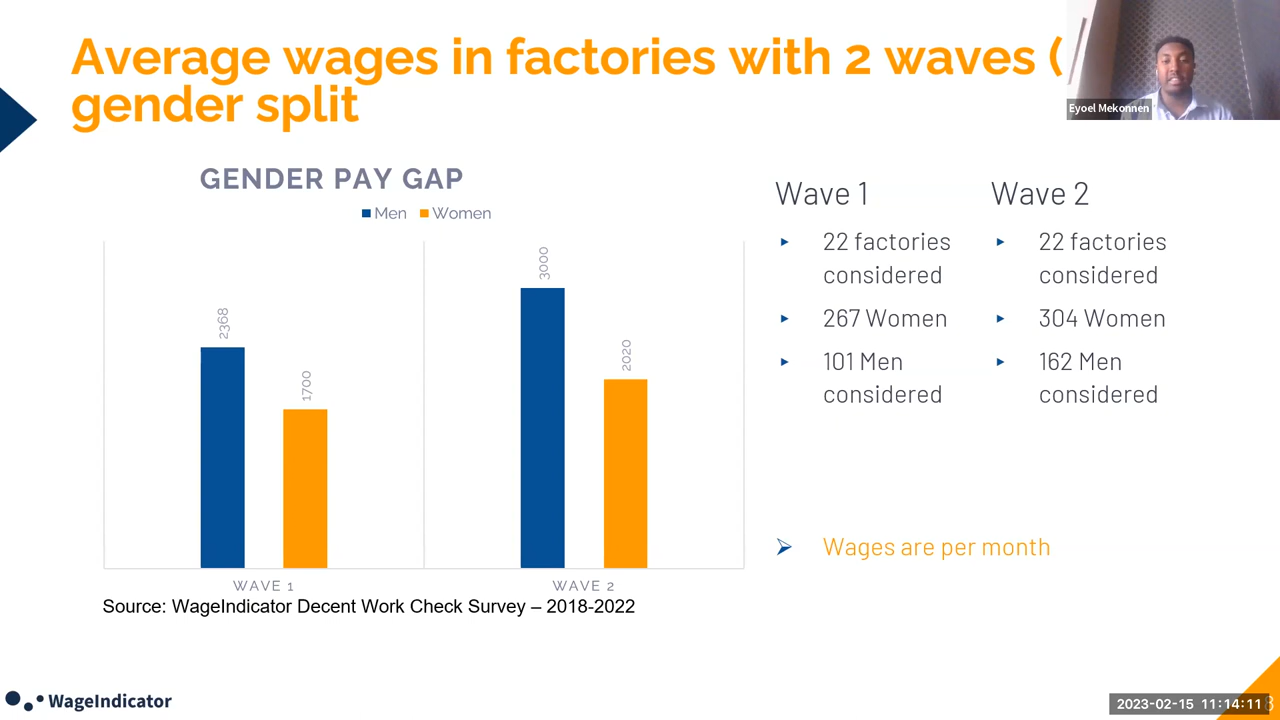 Average wages in factories with 2 waves (
gender split
Eyoel Mekonnen
GENDER PAY GAP
Men Women
2368
1700
3000
2020
WAVE 1 WAVE 2
Source: WageIndicator Decent Work Check Survey – 2018-2022
Wave 1
22 factories
considered
267 Women
101 Men
considered
Wave 2
22 factories
considered
304 Women
162 Men
considered
Wages are per month
WageIndicator
2023-02-15 11:14:11